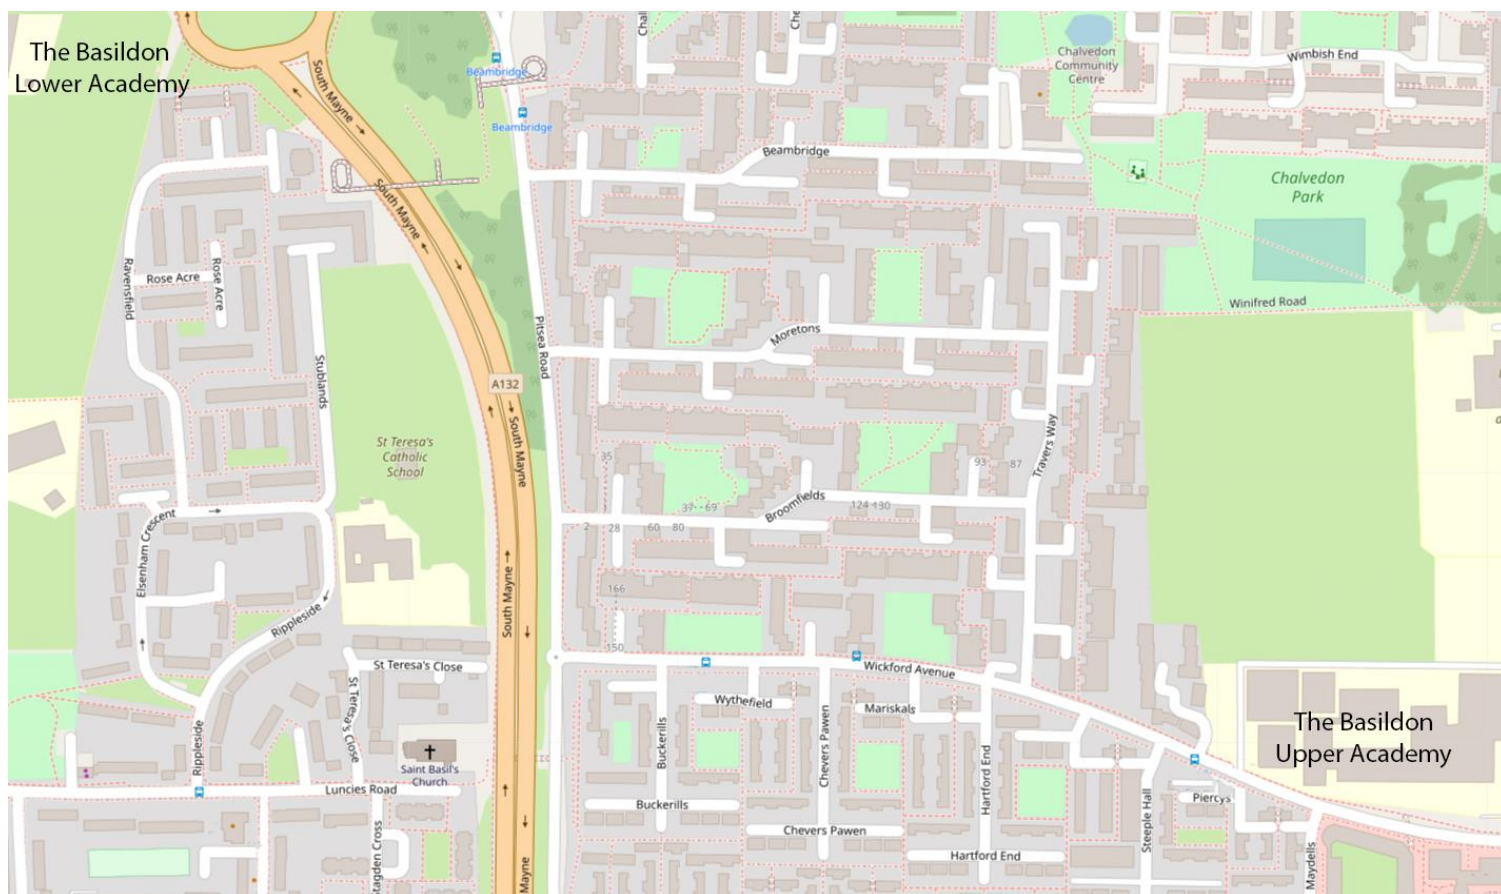 The Basildon
Lower Academy
South Mayne
Beambridge
Beambridge
Chalvedon
Community
Centre
Wimbish End
Beambridge
Chalvedon
Park
South Mayne
Ravensfield
Rose Acre
Rose Acre
Winifred Road
Pitsea Road
Moretons
Stublands
A132
South Mayne
St Teresa's
Catholic
School
Travers Way
35
93
87
37
69
Broomfields
124
130
2
28
60
80
Elsenham Crescent
South Mayne
166
Rippleside
150
St Teresa's Close
Wickford Avenue
St Teresa's Close
Wythefield
Mariskals
The Basildon
Upper Academy
Rippleside
Buckerills
Chevers Pawen
Hartford End
Saint Basil's
Church
Luncies Road
Buckerills
Piercys
Chevers Pawen
Steeple Hall
Hartford End
Maydells
Mayne